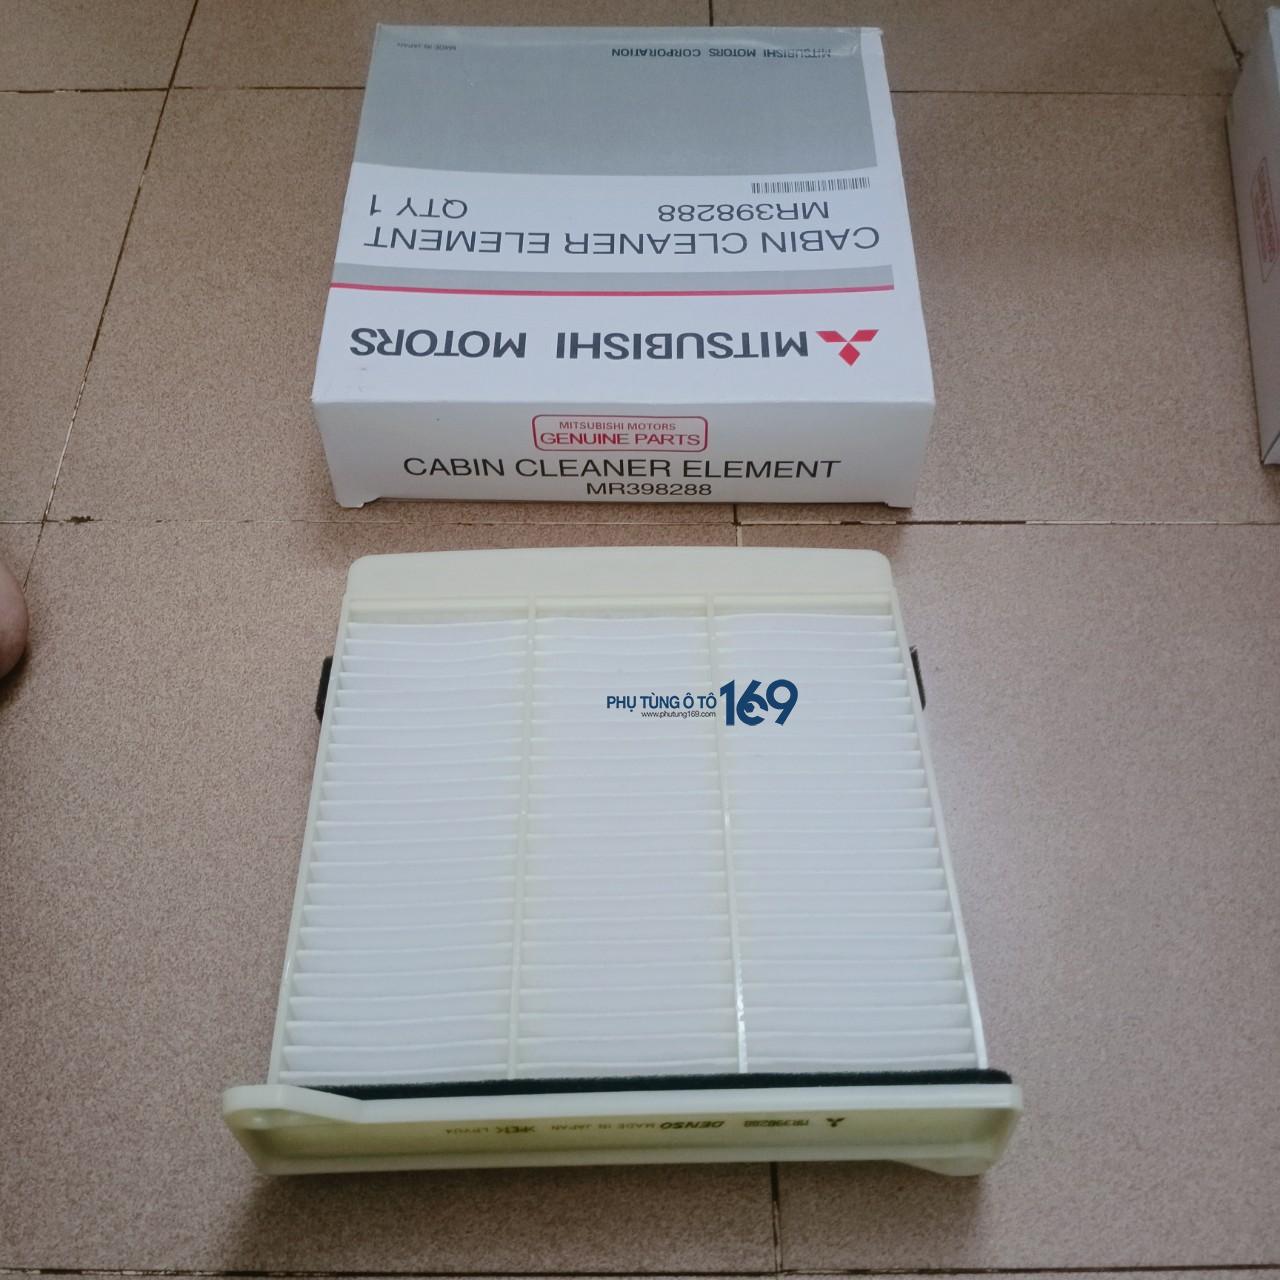 MITSUBISHI MOTORS
CABIN CLEANER ELEMENT
MR398288 QTY 1
MITSUBISHI MOTORS CORPORATION MADE IN JAPAN
MITSUBISHI MOTORS
GENUINE PARTS
CABIN CLEANER ELEMENT
MR398288
PHỤ TÙNG Ô TÔ 169
www.phutung169.com
MR398288 DENSO MADE IN JAPAN